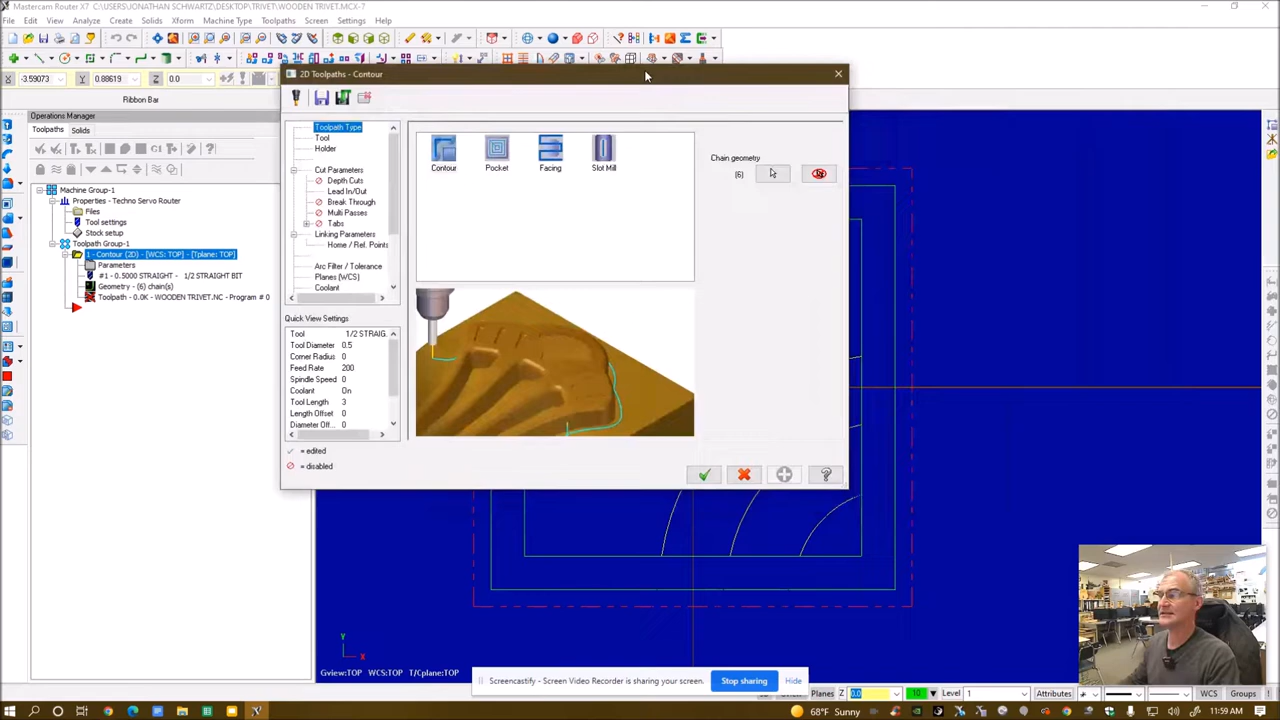 Mastercam Router X7 C:\USERS\JONATHAN SCHWARTZ\DESKTOP\TRIVET\WOODEN TRIVET.MCX-7
File Edit View Analyze Create Solids Xform Machine Type Toolpaths Screen Settings Help
X -3.59073 Y 0.88619 Z 0.0
Ribbon Bar
Operations Manager
Toolpaths Solids
G1
Machine Group-1
Properties - Techno Servo Router
Files
Tool settings
Stock setup
Toolpath Group-1
1 - Contour (2D) - [WCS: TOP] - [Tplane: TOP]
Parameters
#1 - 0.5000 STRAIGHT - 1/2 STRAIGHT BIT
Geometry - (6) chain(s)
Toolpath - 0.0K - WOODEN TRIVET.NC - Program # 0
2D Toolpaths - Contour
Toolpath Type
Tool
Holder
Cut Parameters
Depth Cuts
Lead In/Out
Break Through
Multi Passes
Tabs
Linking Parameters
Home / Ref. Points
Arc Filter / Tolerance
Planes (WCS)
Coolant
Quick View Settings
Tool 1/2 STRAIG.
Tool Diameter 0.5
Corner Radius 0
Feed Rate 200
Spindle Speed 0
Coolant On
Tool Length 3
Length Offset 0
Diameter Off... 0
= edited
= disabled
Contour Pocket Facing Slot Mill
Chain geometry
(6)
Y
X
Gview:TOP WCS:TOP T/Cplane:TOP
Screencastify - Screen Video Recorder is sharing your screen. Stop sharing Hide
Planes Z 0.0 10 Level 1 Attributes WCS Groups
68°F Sunny 11:59 AM